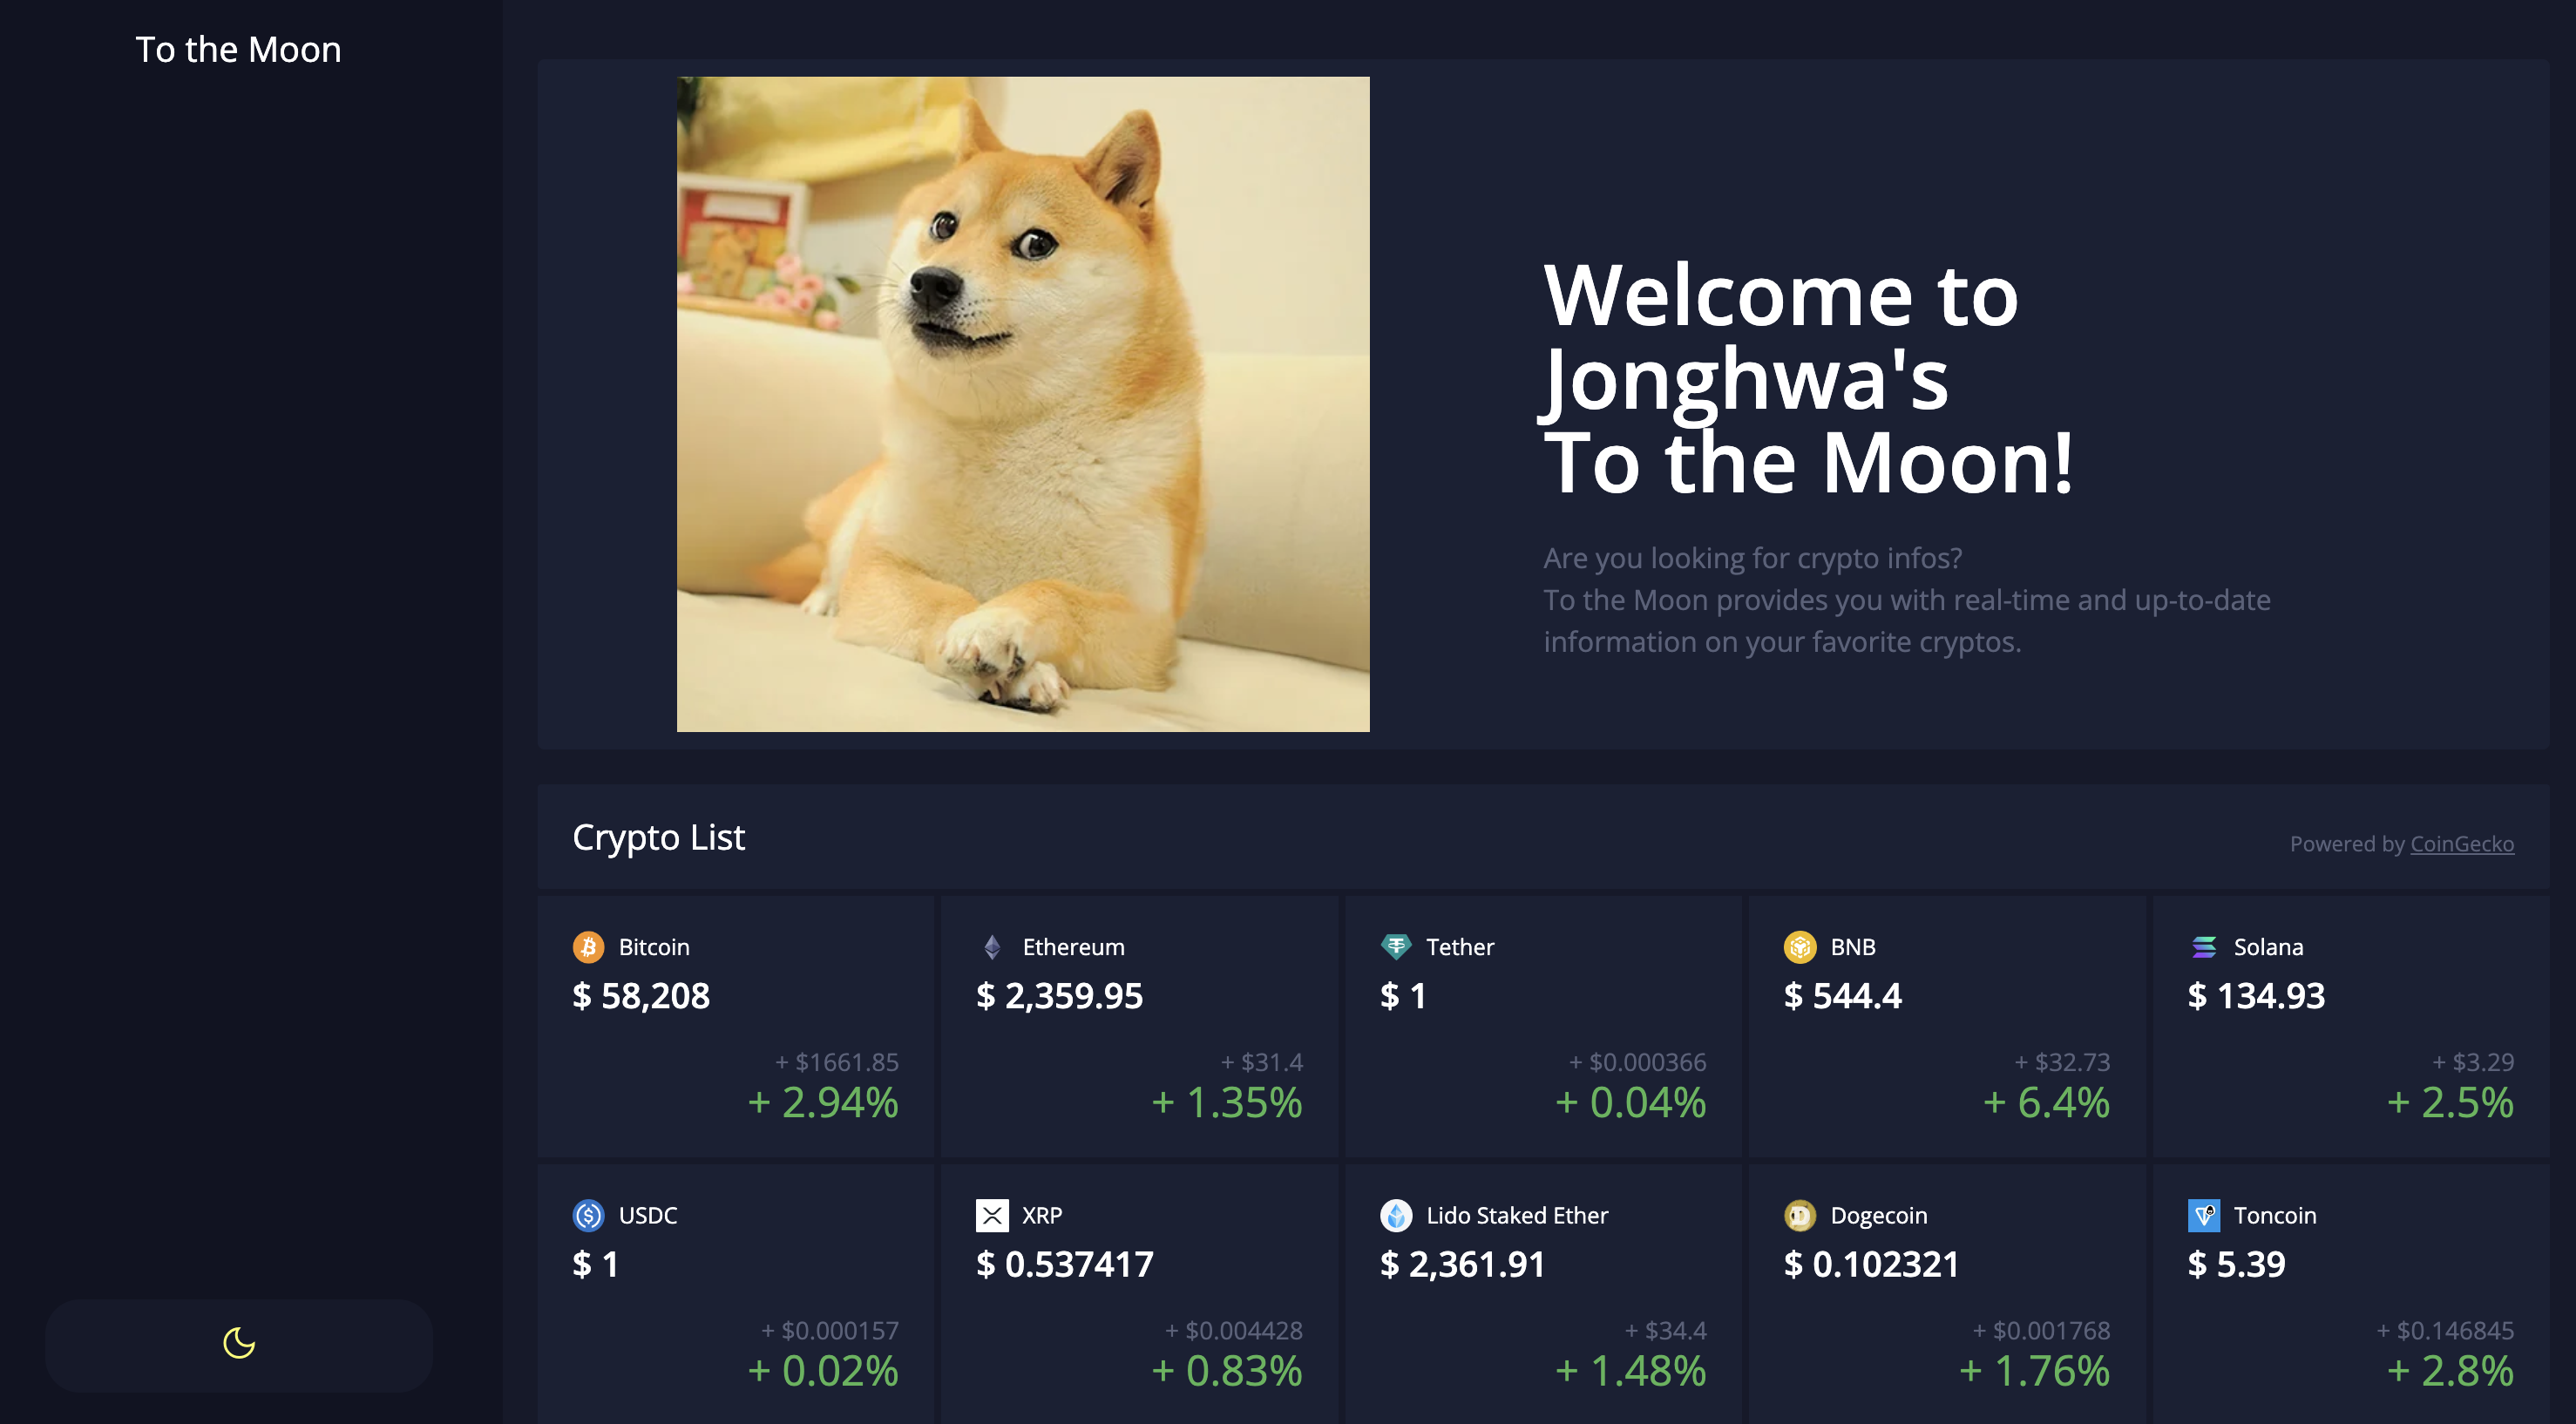 To the Moon
Welcome to
Jonghwa's
To the Moon!
Are you looking for crypto infos?
To the Moon provides you with real-time and up-to-date
information on your favorite cryptos.
Crypto List
Powered by CoinGecko
Bitcoin
$ 58,208
+ $1661.85
+ 2.94%
Ethereum
$ 2,359.95
+ $31.4
+ 1.35%
Tether
$ 1
+ $0.000366
+ 0.04%
BNB
$ 544.4
+ $32.73
+ 6.4%
Solana
$ 134.93
+ $3.29
+ 2.5%
USDC
$ 1
+ $0.000157
+ 0.02%
XRP
$ 0.537417
+ $0.004428
+ 0.83%
Lido Staked Ether
$ 2,361.91
+ $34.4
+ 1.48%
Dogecoin
$ 0.102321
+ $0.001768
+ 1.76%
Toncoin
$ 5.39
+ $0.146845
+ 2.8%